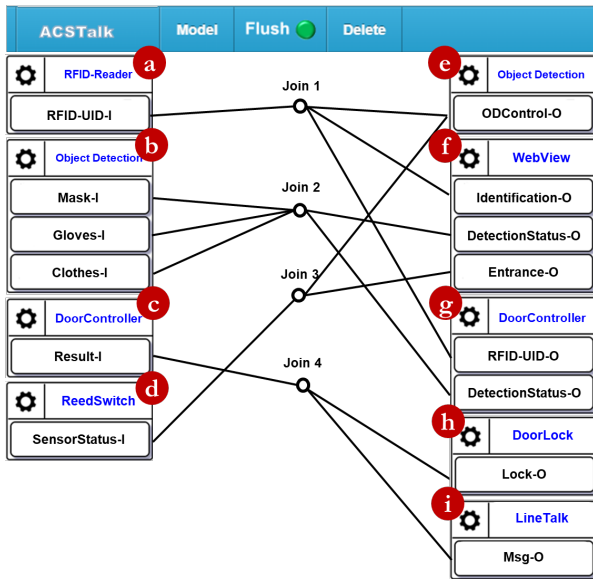 ACSTalk Model Flush Delete
a
RFID-Reader
RFID-UID-I
b
Object Detection
Mask-I
Gloves-I
Clothes-I
c
DoorController
Result-I
d
ReedSwitch
SensorStatus-I
Join 1
Join 2
Join 3
Join 4
e
Object Detection
ODControl-O
f
WebView
Identification-O
DetectionStatus-O
Entrance-O
g
DoorController
RFID-UID-O
DetectionStatus-O
h
DoorLock
Lock-O
i
LineTalk
Msg-O